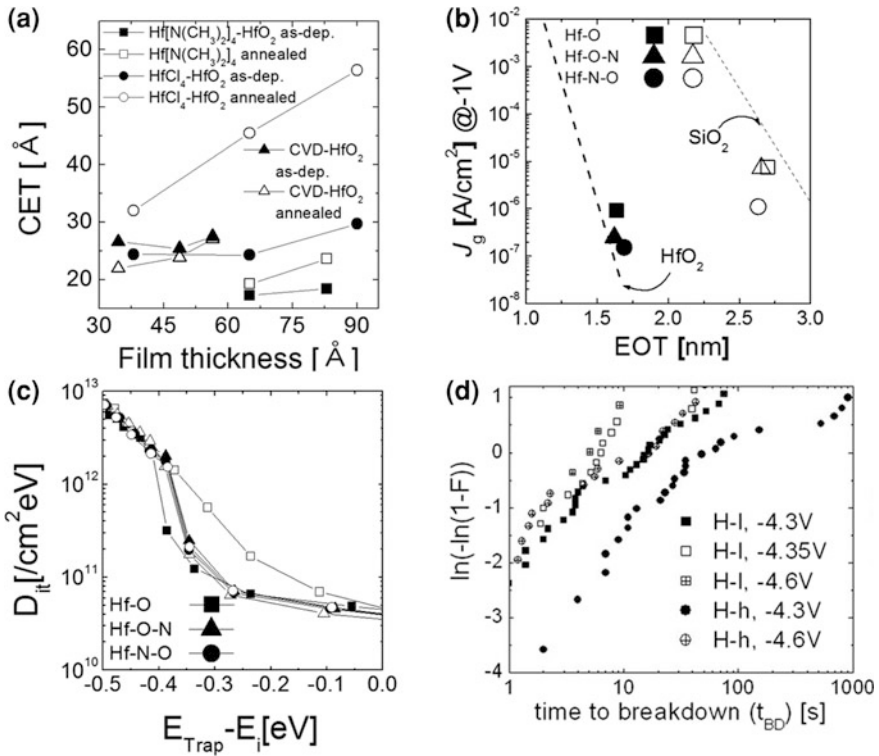 (a)
Hf[N(CH₃)₂]₄-HfO₂ as-dep.
Hf[N(CH₃)₂]₄ annealed
HfCl₄-HfO₂ as-dep.
HfCl₄-HfO₂ annealed
CVD-HfO₂
as-dep.
CVD-HfO₂
annealed
60
50
40
30
20
CET [Å]
30 45 60 75 90
Film thickness [Å]
(b)
Hf-O
Hf-O-N
Hf-N-O
SiO₂
HfO₂
10⁻²
10⁻³
10⁻⁴
10⁻⁵
10⁻⁶
10⁻⁷
10⁻⁸
J_g [A/cm²] @-1V
1.0 1.5 2.0 2.5 3.0
EOT [nm]
(c)
10¹³
10¹²
10¹¹
10¹⁰
D_it[/cm²eV]
Hf-O
Hf-O-N
Hf-N-O
-0.5 -0.4 -0.3 -0.2 -0.1 0.0
E_Trap-E_i[eV]
(d)
1
0
-1
-2
-3
-4
ln(-ln(1-F))
H-l, -4.3V
H-l, -4.35V
H-l, -4.6V
H-h, -4.3V
H-h, -4.6V
1 10 100 1000
time to breakdown (t_BD) [s]